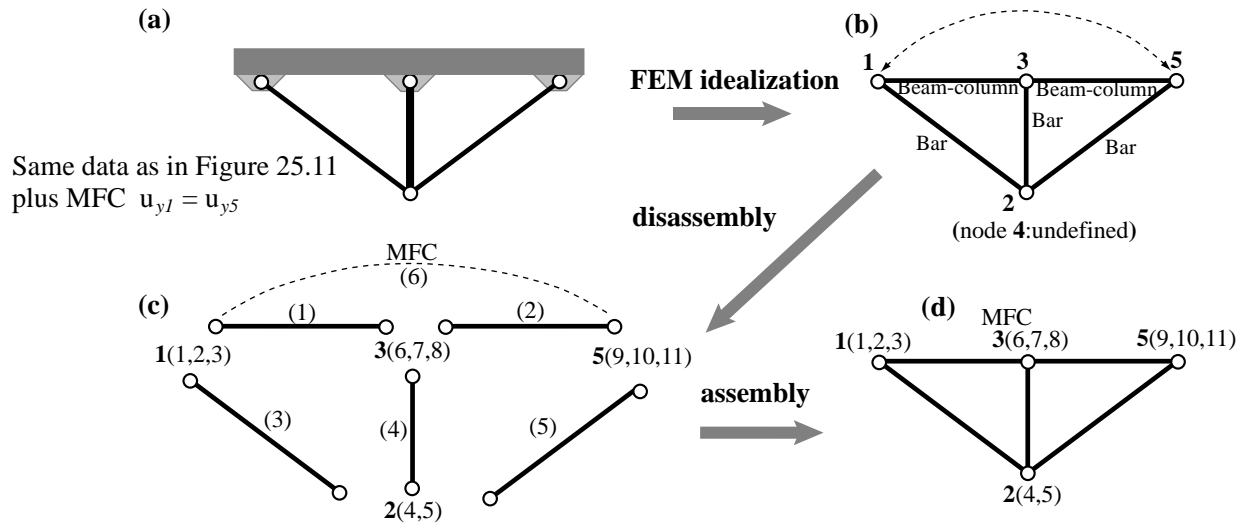 (a)
Same data as in Figure 25.11
plus MFC uy1 = uy5
FEM idealization
(b)
1
3
5
Beam-column
Beam-column
Bar
Bar
Bar
2
(node 4:undefined)
disassembly
(c)
MFC
(6)
(1)
(2)
1(1,2,3)
3(6,7,8)
5(9,10,11)
(3)
(4)
(5)
2(4,5)
assembly
(d)
MFC
1(1,2,3)
3(6,7,8)
5(9,10,11)
2(4,5)